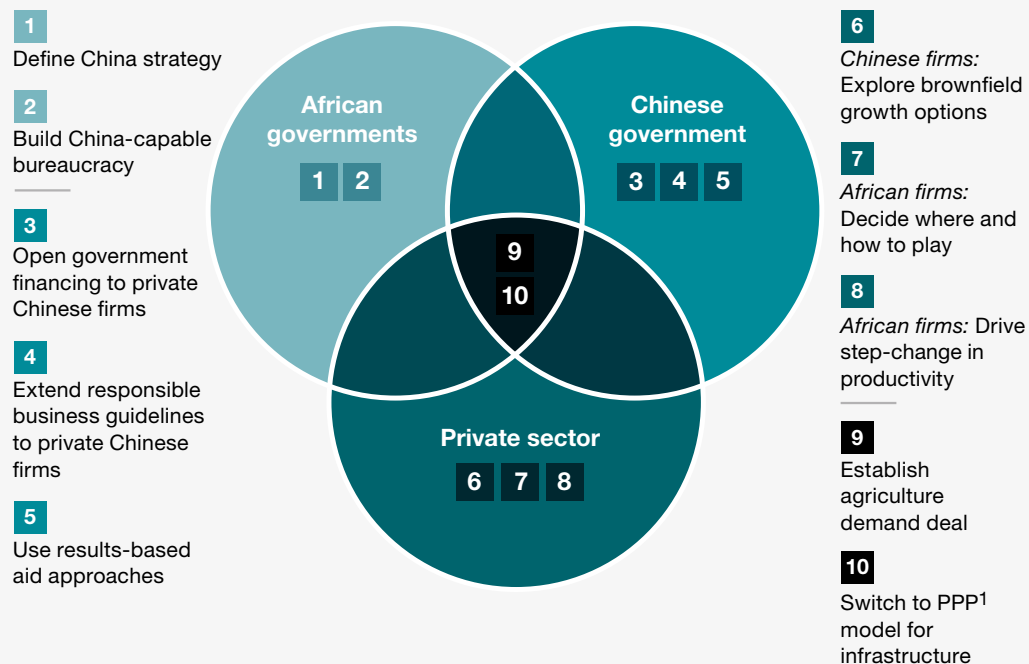 1
Define China strategy
2
Build China-capable
bureaucracy
3
Open government
financing to private
Chinese firms
4
Extend responsible
business guidelines
to private Chinese
firms
5
Use results-based
aid approaches
African
governments
1 2
Chinese
government
3 4 5
9
10
Private sector
6 7 8
6
Chinese firms:
Explore brownfield
growth options
7
African firms:
Decide where and
how to play
8
African firms: Drive
step-change in
productivity
9
Establish
agriculture
demand deal
10
Switch to PPP1
model for
infrastructure